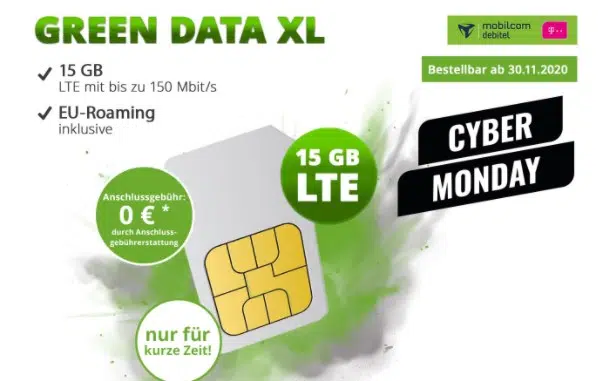 GREEN DATA XL
mobilcom
debitel
T
Bestellbar ab 30.11.2020
15 GB
LTE mit bis zu 150 Mbit/s
EU-Roaming
inklusive
CYBER
MONDAY
15 GB
LTE
Anschlussgebühr:
0 € *
durch Anschluss-
gebührerstattung
nur für
kurze Zeit!